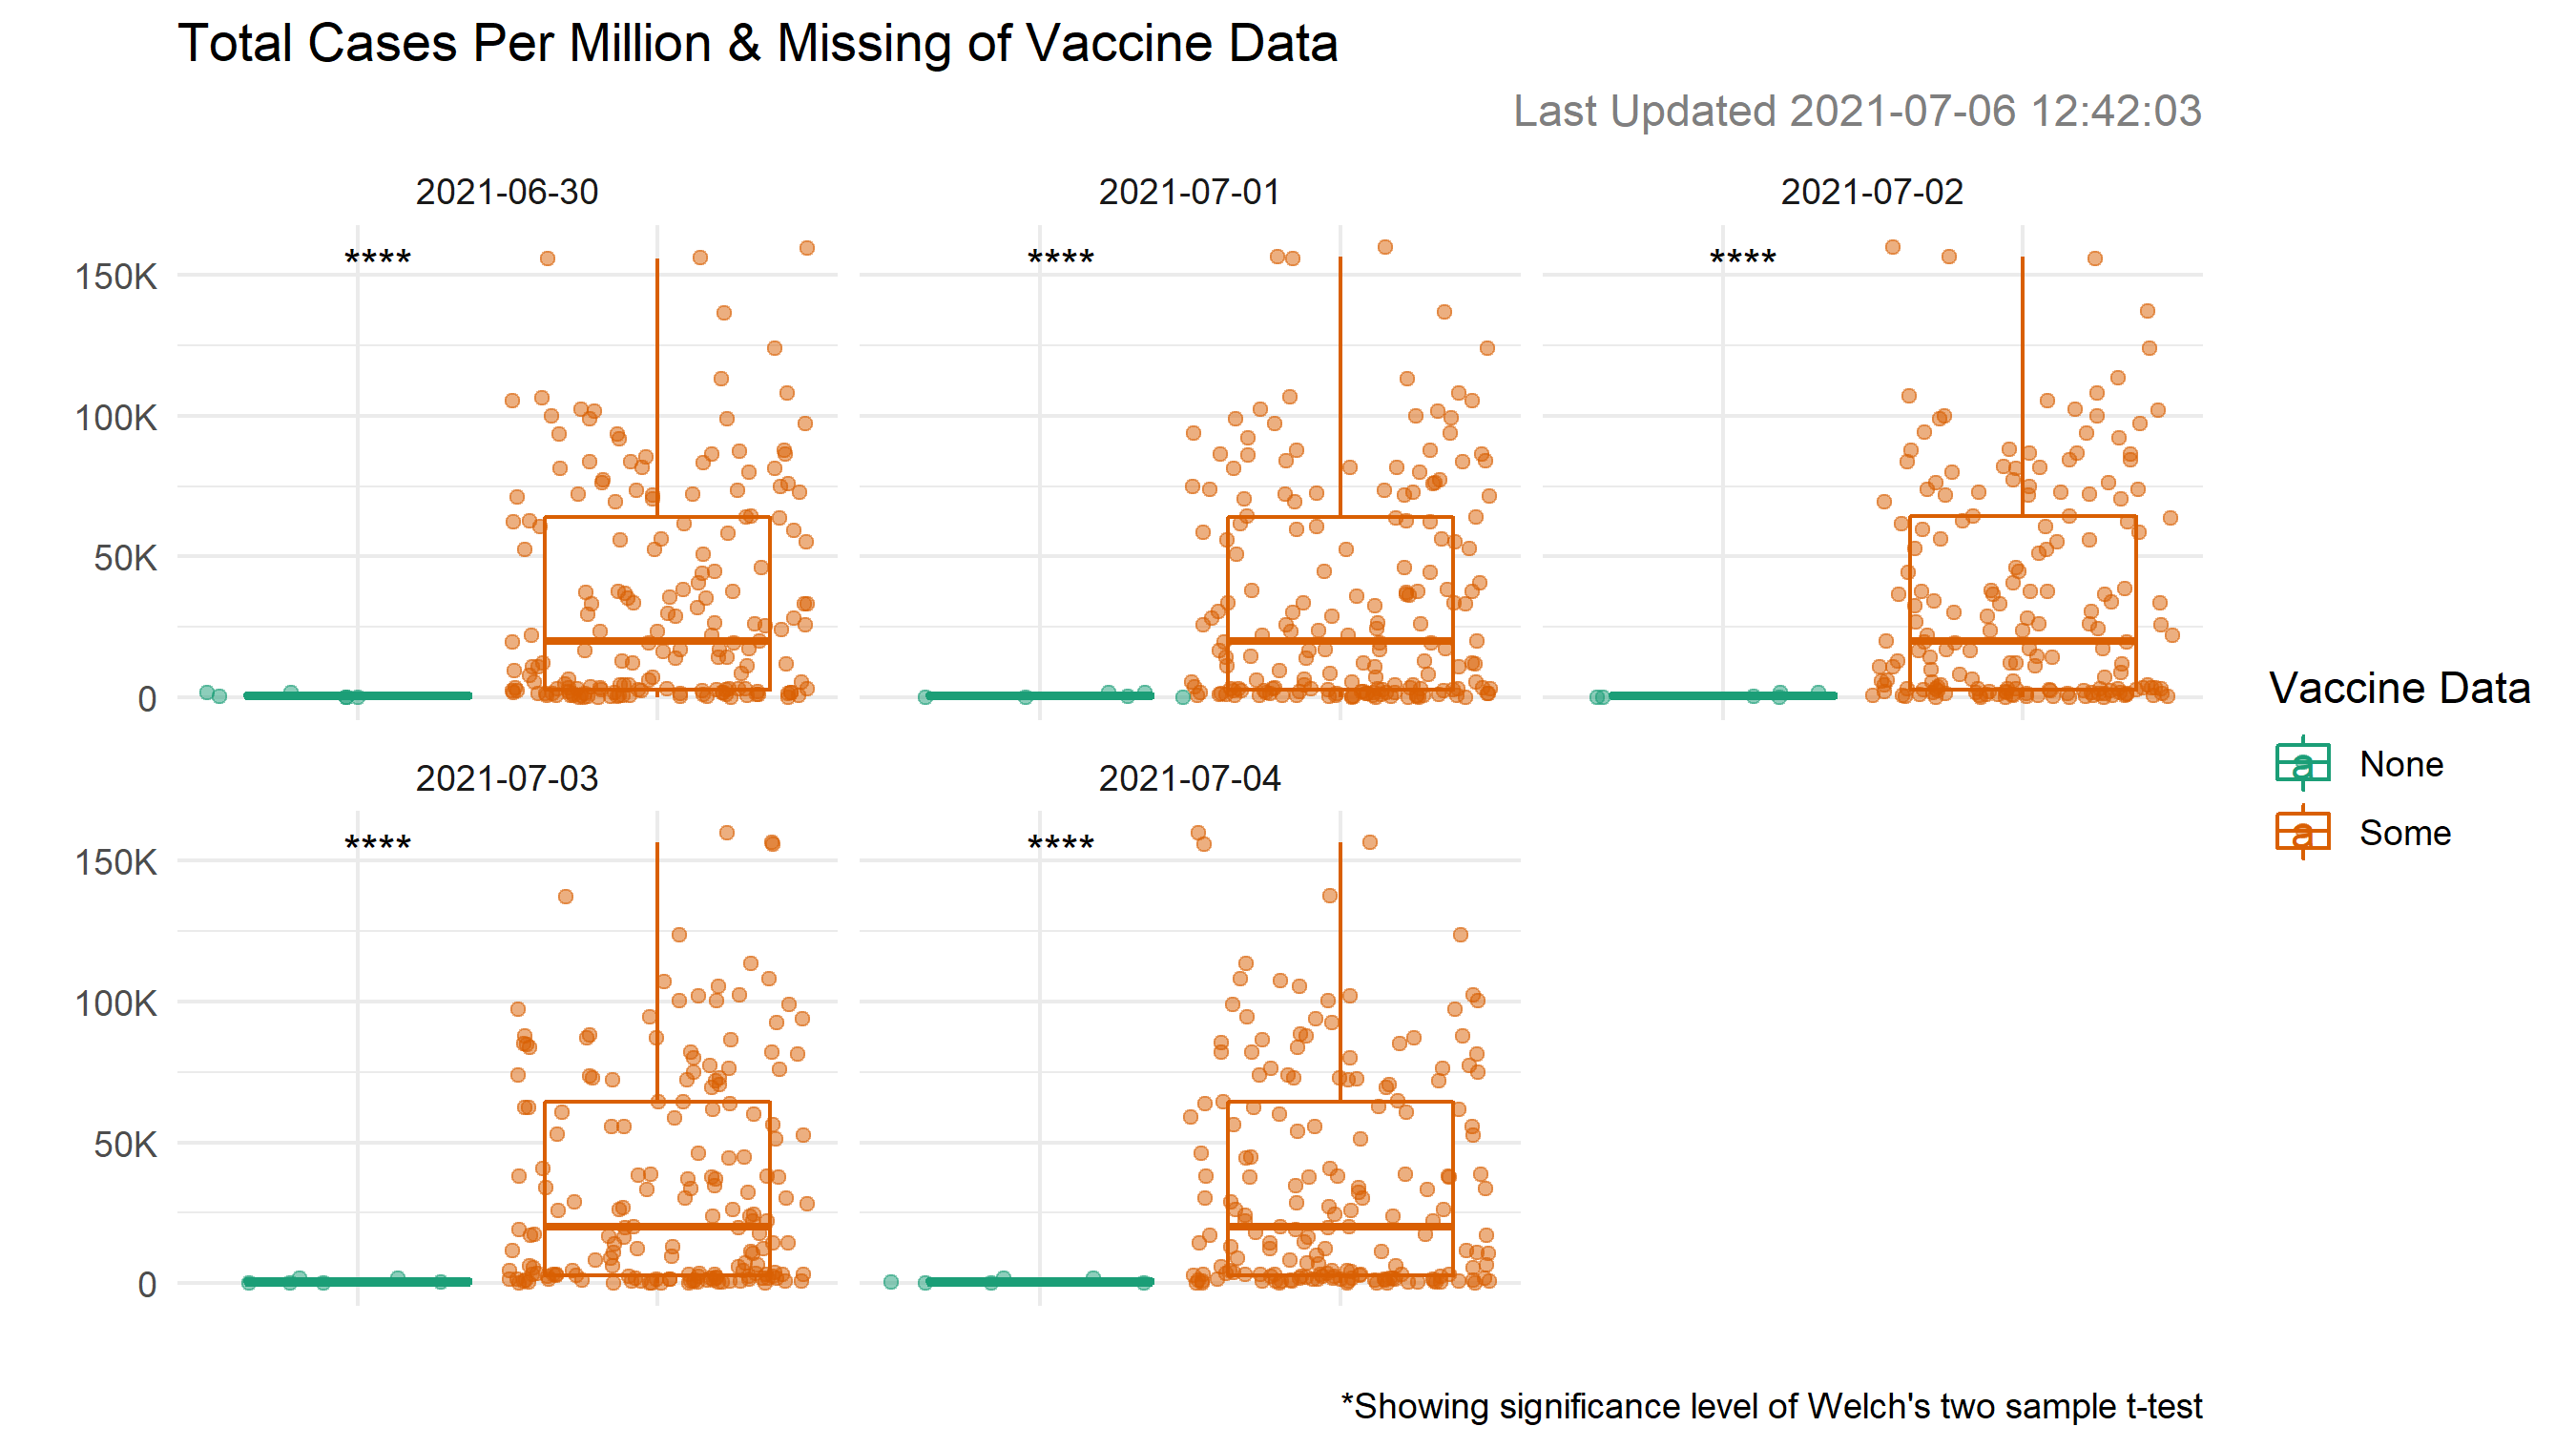 Total Cases Per Million & Missing of Vaccine Data
Last Updated 2021-07-06 12:42:03
2021-06-30
2021-07-01
2021-07-02
****
****
****
150K
100K
50K
0
2021-07-03
2021-07-04
****
****
150K
100K
50K
0
Vaccine Data
a None
a Some
*Showing significance level of Welch's two sample t-test